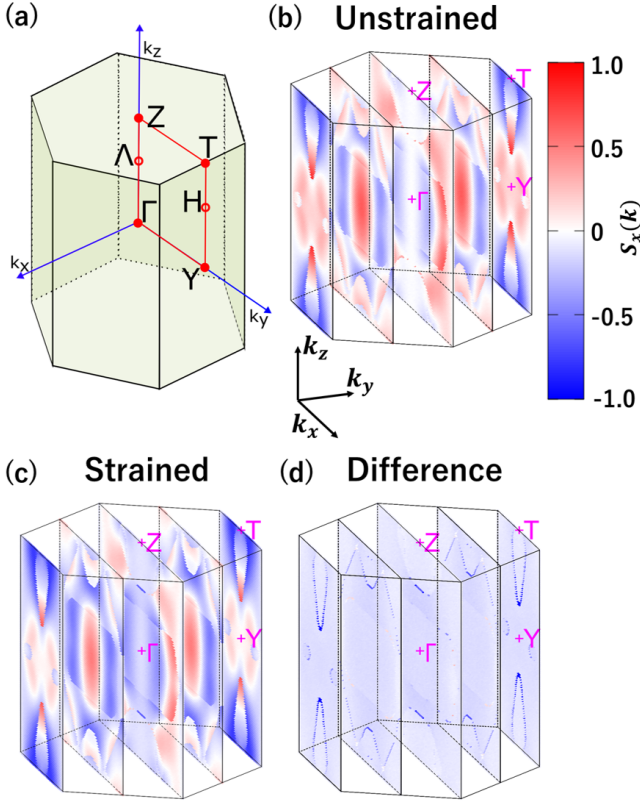 (a)
kz
Z
Λ
T
H
Γ
Y
kx
ky
(b)
Unstrained
Z
T
Γ
Y
1.0
0.5
0
-0.5
-1.0
Sx(k)
kz
ky
kx
(c)
Strained
Z
T
Γ
Y
(d)
Difference
Z
T
Γ
Y